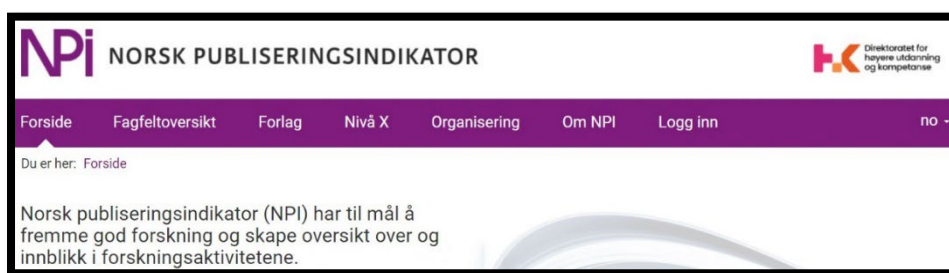 NPi NORSK PUBLISERINGSINDIKATOR
Direktoratet for
høyere utdanning
og kompetanse
Forside Fagfeltoversikt Forlag Nivå X Organisering Om NPI Logg inn no
Du er her: Forside
Norsk publiseringsindikator (NPI) har til mål å
fremme god forskning og skape oversikt over og
innblikk i forskningsaktivitetene.